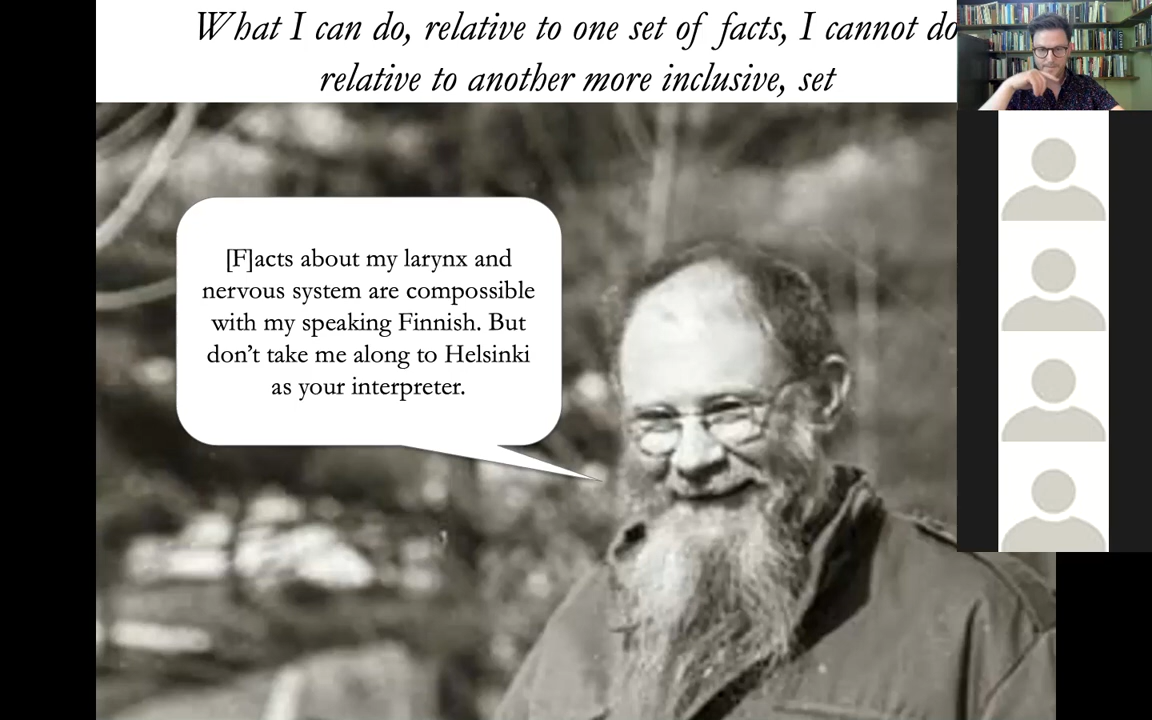 What I can do, relative to one set of facts, I cannot do
relative to another more inclusive, set
[F]acts about my larynx and
nervous system are compossible
with my speaking Finnish. But
don't take me along to Helsinki
as your interpreter.